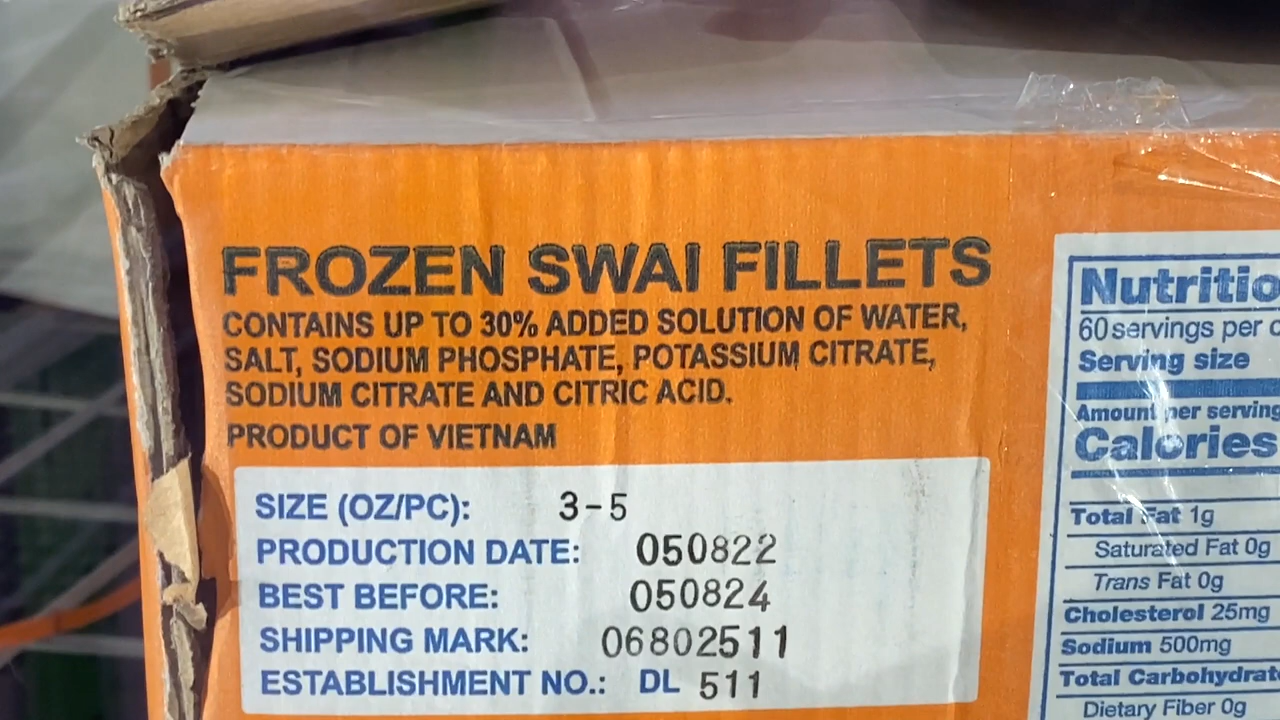 FROZEN SWAI FILLETS
CONTAINS UP TO 30% ADDED SOLUTION OF WATER,
SALT, SODIUM PHOSPHATE, POTASSIUM CITRATE,
SODIUM CITRATE AND CITRIC ACID.
PRODUCT OF VIETNAM
SIZE (OZ/PC): 3-5
PRODUCTION DATE: 050822
BEST BEFORE: 050824
SHIPPING MARK: 06802511
ESTABLISHMENT NO.: DL 511
Nutritio
60 servings per c
Serving size
Amount per serving
Calories
Total Fat 1g
Saturated Fat 0g
Trans Fat 0g
Cholesterol 25mg
Sodium 500mg
Total Carbohydrat
Dietary Fiber 0g